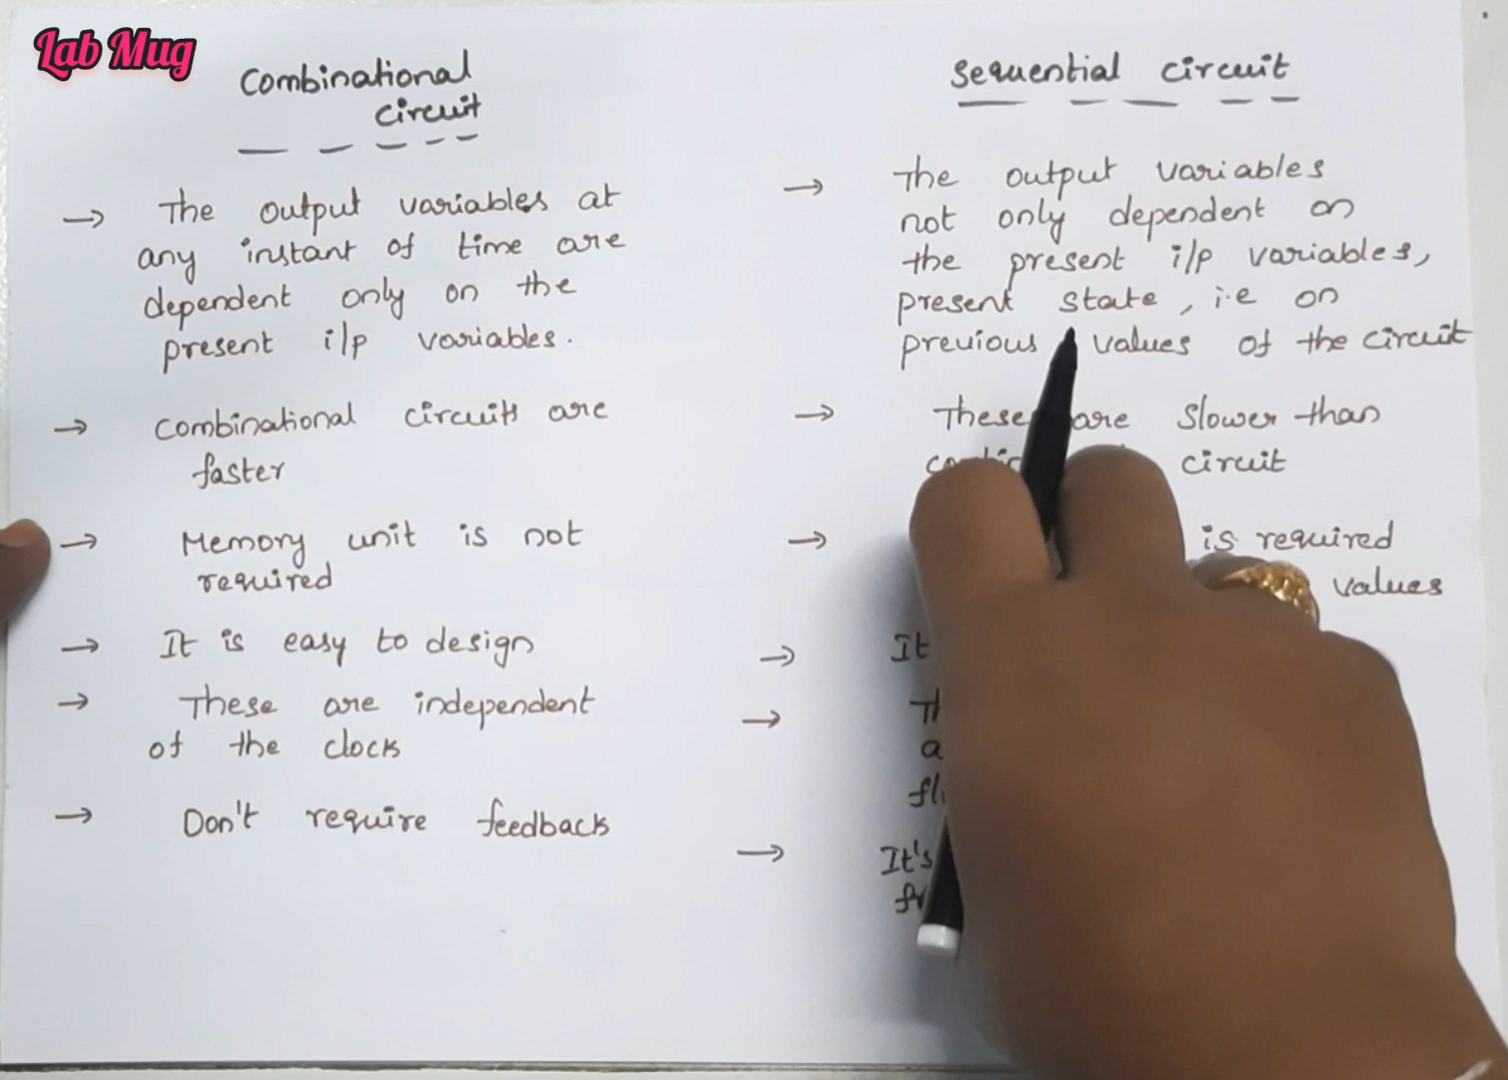 Lab Mug
Combinational
circuit
→ The output variables at
any instant of time are
dependent only on the
present i/p variables.
→ Combinational circuits are
faster
→ Memory unit is not
required
→ It is easy to design
→ These are independent
of the clock
→ Don't require feedback
Sequential circuit
→ The output variables
not only dependent on
the present i/p variables,
present state, i.e on
previous values of the circuit
→ These are slower than
circuit
→ is required
values
→ It
→
→ It's